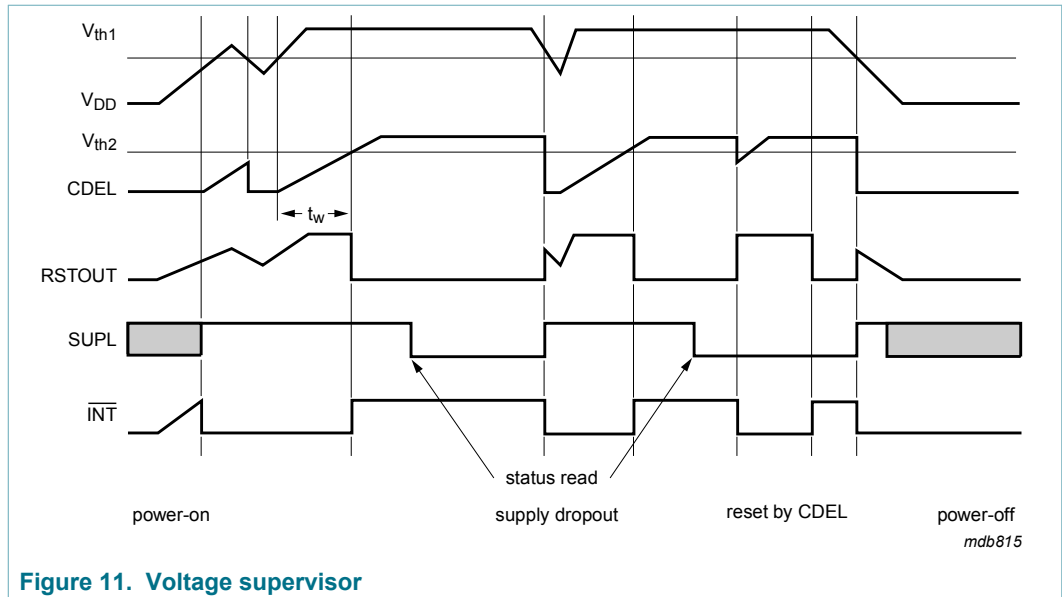 Vth1
VDD
Vth2
CDEL
tw
RSTOUT
SUPL
INT
status read
power-on
supply dropout
reset by CDEL
power-off
mdb815
Figure 11. Voltage supervisor